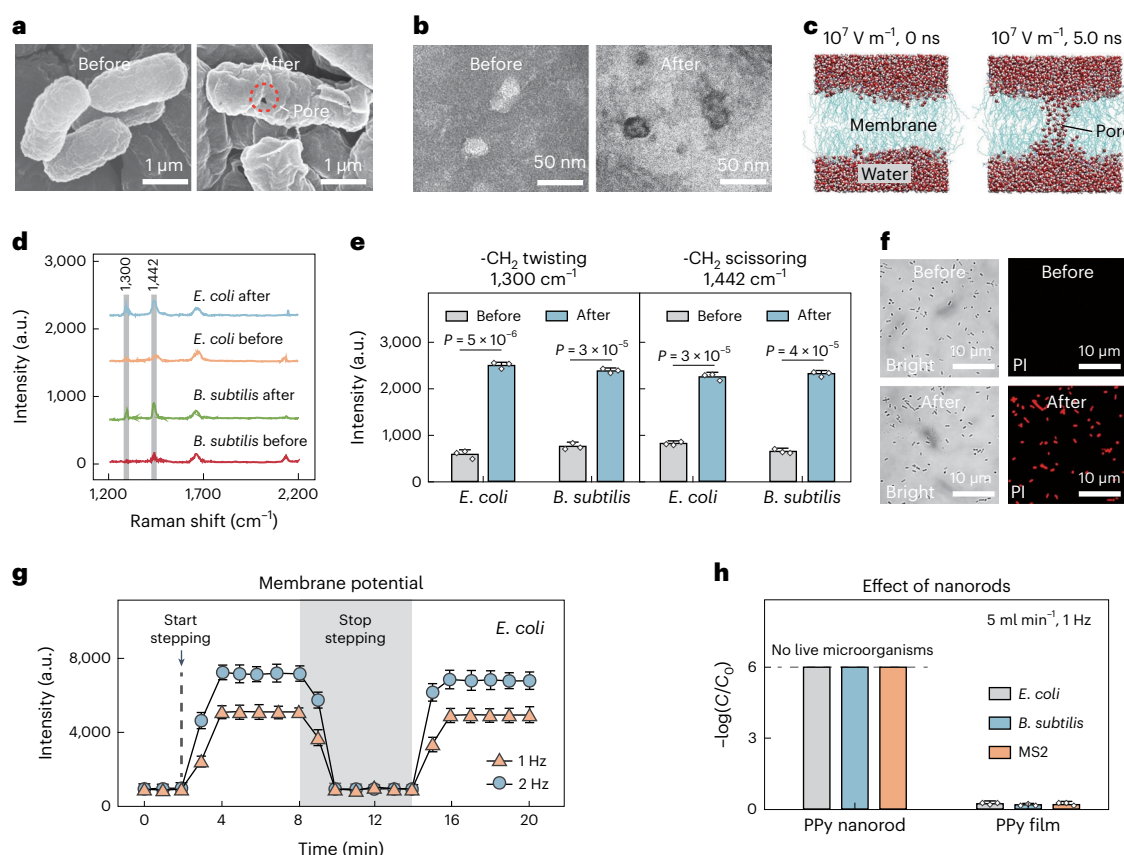 a
Before
1 µm
After
Pore
1 µm
b
Before
50 nm
After
50 nm
c
10⁷ V m⁻¹, 0 ns
10⁷ V m⁻¹, 5.0 ns
Membrane
Water
Pore
d
Intensity (a.u.)
3,000
2,000
1,000
0
1,300
1,442
E. coli after
E. coli before
B. subtilis after
B. subtilis before
1,200
1,700
2,200
Raman shift (cm⁻¹)
e
-CH₂ twisting
1,300 cm⁻¹
-CH₂ scissoring
1,442 cm⁻¹
Before
After
Before
After
Intensity (a.u.)
3,000
2,000
1,000
0
P = 5 × 10⁻⁶
P = 3 × 10⁻⁵
P = 3 × 10⁻⁵
P = 4 × 10⁻⁵
E. coli
B. subtilis
E. coli
B. subtilis
f
Before
10 µm
Bright
Before
10 µm
PI
After
10 µm
Bright
After
10 µm
PI
g
Membrane potential
Intensity (a.u.)
8,000
4,000
0
Start
stepping
Stop
stepping
E. coli
1 Hz
2 Hz
0
4
8
12
16
20
Time (min)
h
Effect of nanorods
5 ml min⁻¹, 1 Hz
–log(C/C₀)
9
6
3
0
No live microorganisms
E. coli
B. subtilis
MS2
PPy nanorod
PPy film